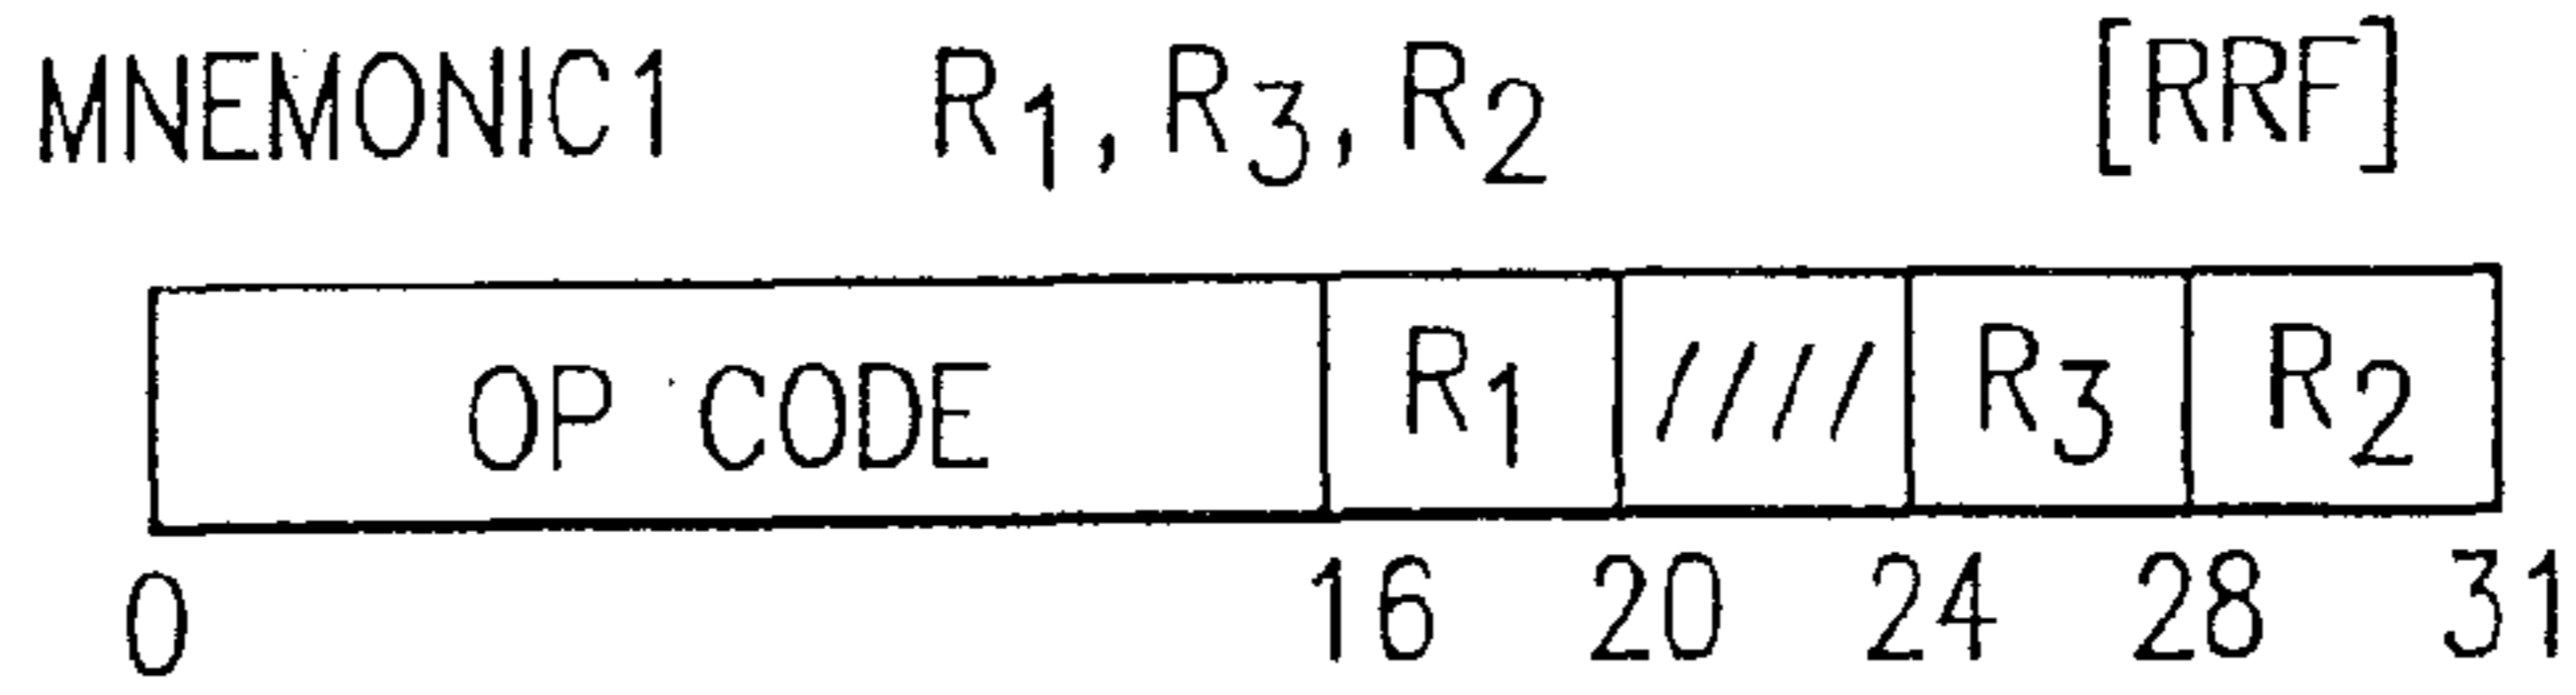 MNEMONIC1 R1, R3, R2 [RRF]
OP CODE R1 //// R3 R2
0 16 20 24 28 31